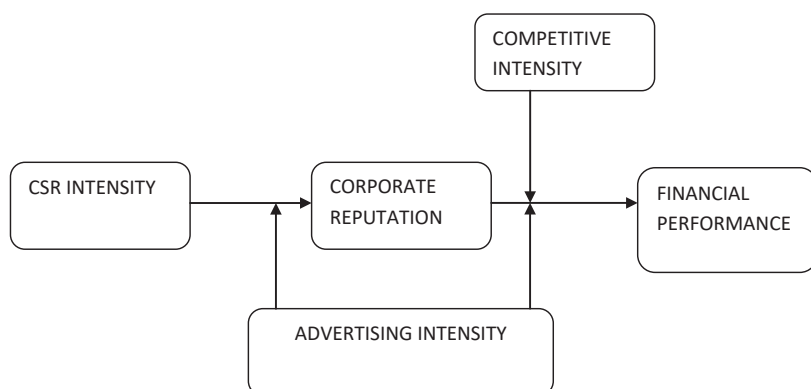 COMPETITIVE
INTENSITY
CSR INTENSITY
CORPORATE
REPUTATION
FINANCIAL
PERFORMANCE
ADVERTISING INTENSITY